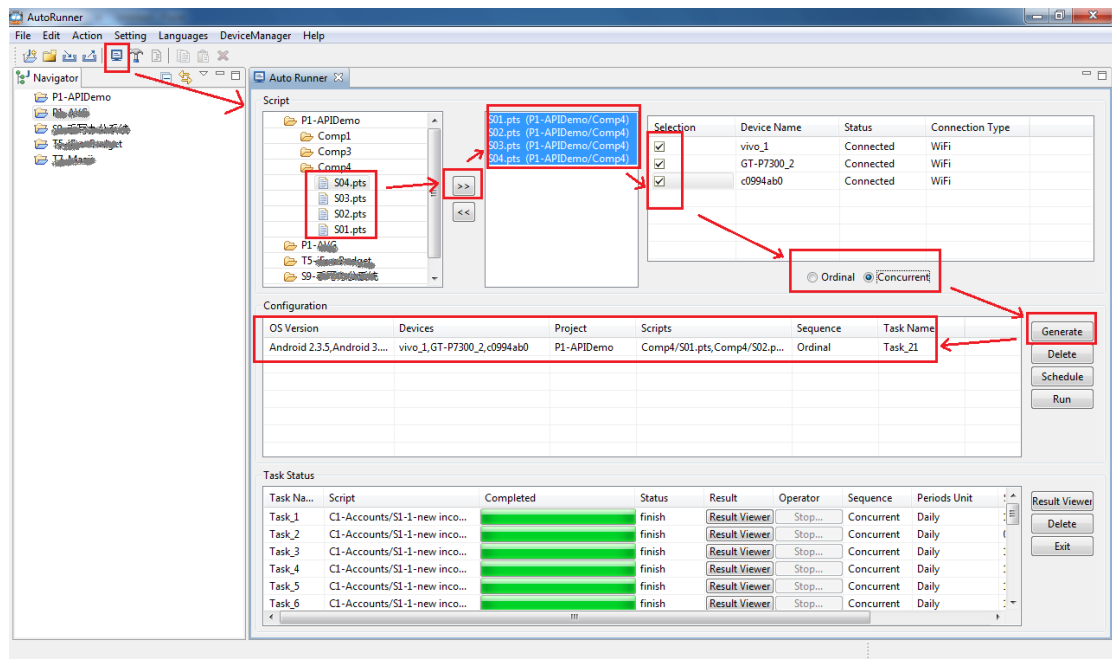 AutoRunner
File Edit Action Setting Languages DeviceManager Help
Navigator
P1-APIDemo
Auto Runner
Script
P1-APIDemo
Comp1
Comp3
Comp4
S04.pts
S03.pts
S02.pts
S01.pts
P1-
T5-
S9-
>>
<<
S01.pts (P1-APIDemo/Comp4)
S02.pts (P1-APIDemo/Comp4)
S03.pts (P1-APIDemo/Comp4)
S04.pts (P1-APIDemo/Comp4)
Selection Device Name Status Connection Type
vivo_1 Connected WiFi
GT-P7300_2 Connected WiFi
c0994ab0 Connected WiFi
Ordinal Concurrent
Configuration
OS Version Devices Project Scripts Sequence Task Name
Android 2.3.5,Android 3.... vivo_1,GT-P7300_2,c0994ab0 P1-APIDemo Comp4/S01.pts,Comp4/S02.p... Ordinal Task_21
Generate
Delete
Schedule
Run
Task Status
Task Na... Script Completed Status Result Operator Sequence Periods Unit
Task_1 C1-Accounts/S1-1-new inco... finish Result Viewer Stop... Concurrent Daily
Task_2 C1-Accounts/S1-1-new inco... finish Result Viewer Stop... Concurrent Daily
Task_3 C1-Accounts/S1-1-new inco... finish Result Viewer Stop... Concurrent Daily
Task_4 C1-Accounts/S1-1-new inco... finish Result Viewer Stop... Concurrent Daily
Task_5 C1-Accounts/S1-1-new inco... finish Result Viewer Stop... Concurrent Daily
Task_6 C1-Accounts/S1-1-new inco... finish Result Viewer Stop... Concurrent Daily
Result Viewer
Delete
Exit